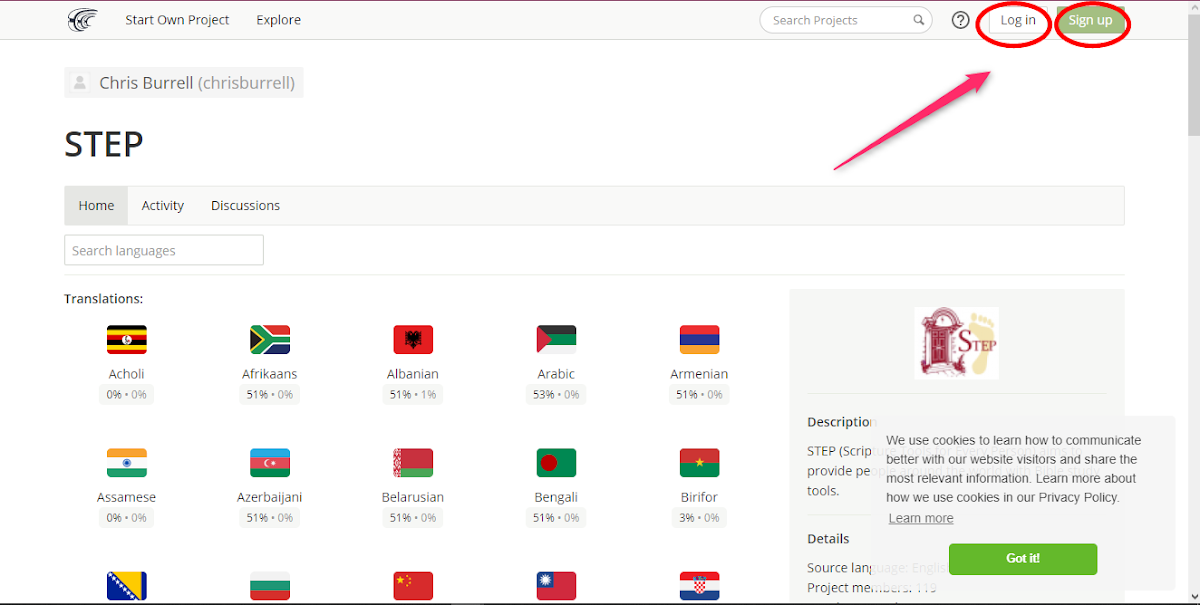 Start Own Project Explore Search Projects Log in Sign up
Chris Burrell (chrisburrell)
STEP
Home Activity Discussions
Search languages
Translations:
Acholi Afrikaans Albanian Arabic Armenian
0% • 0% 51% • 0% 51% • 1% 53% • 0% 51% • 0%
Assamese Azerbaijani Belarusian Bengali Birifor
0% • 0% 51% • 0% 51% • 0% 51% • 0% 3% • 0%
STEP
Description
STEP
provide
tools.
Details
Source language: English
Project members: 119
We use cookies to learn how to communicate
better with our website visitors and share the
most relevant information. Learn more about
how we use cookies in our Privacy Policy.
Learn more
Got it!